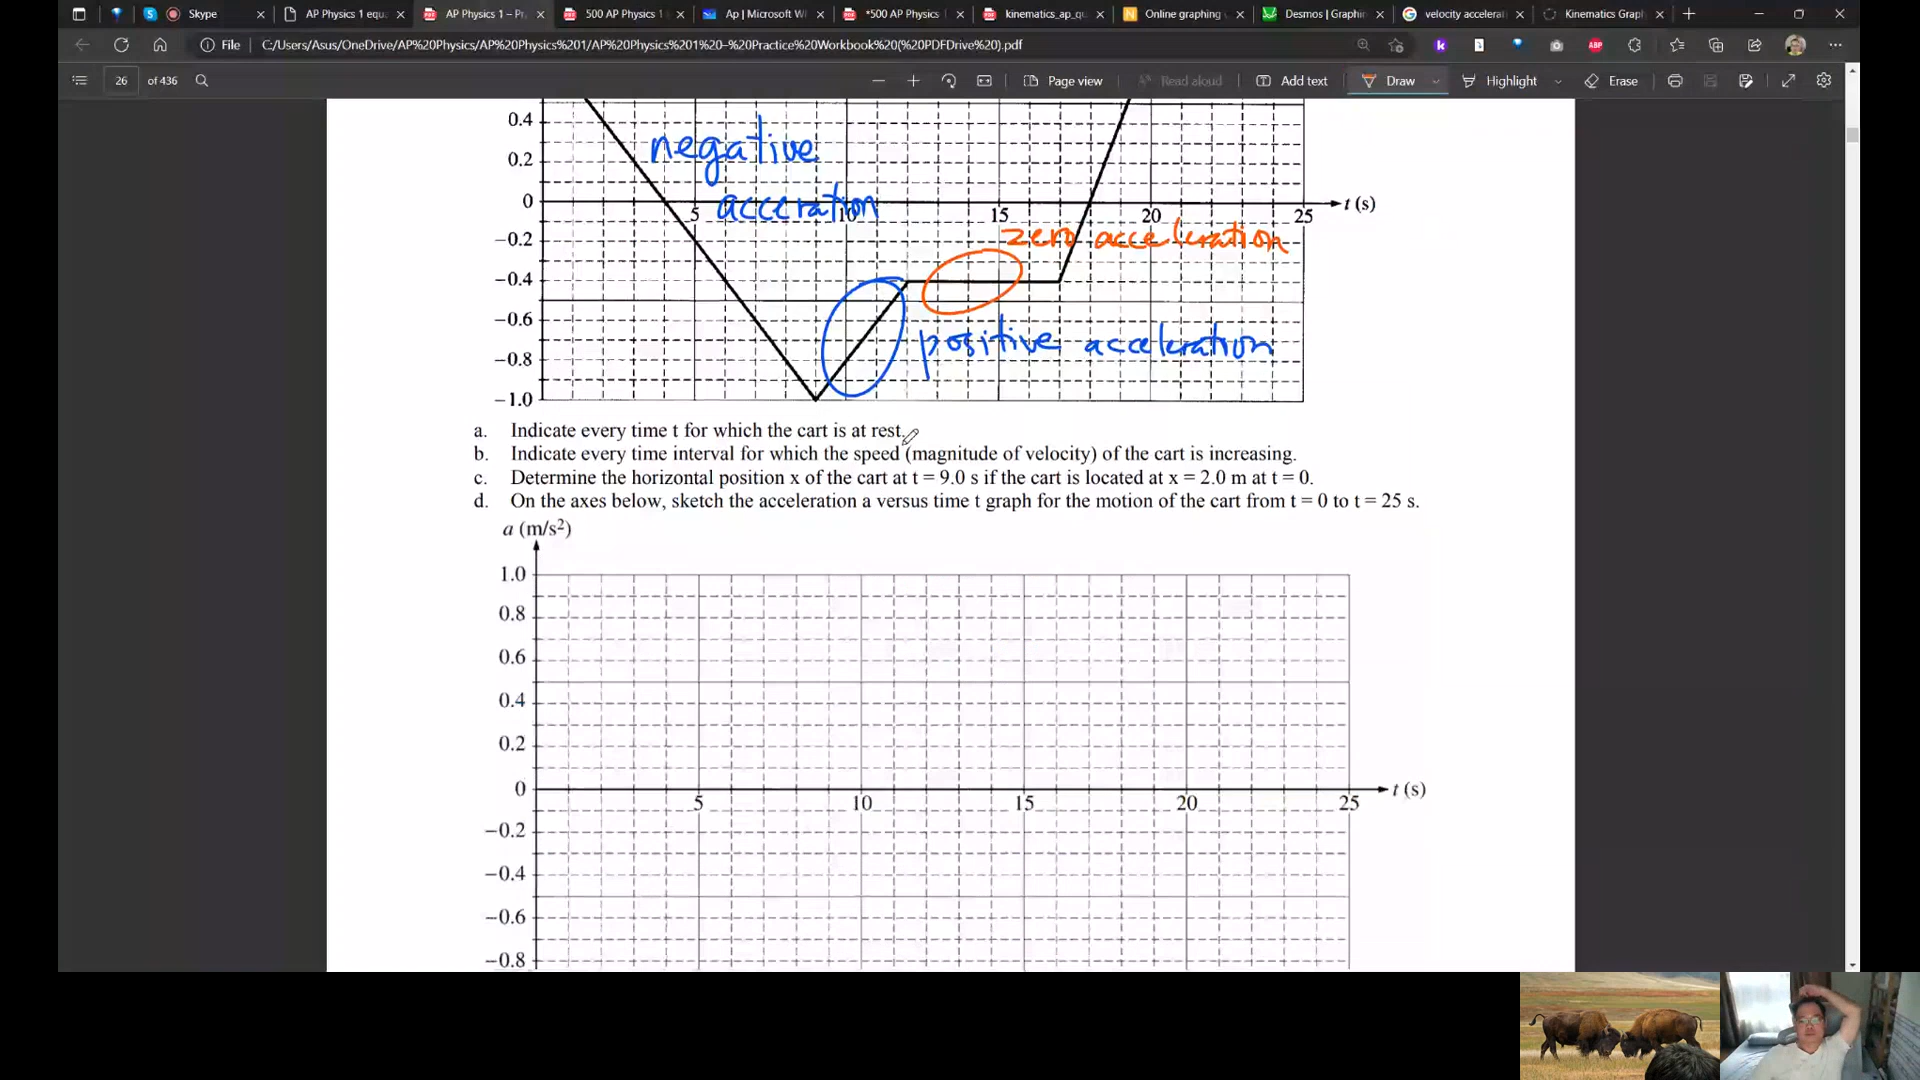 Skype
AP Physics 1 equ
AP Physics 1 – Pr
500 AP Physics 1
Ap | Microsoft W
*500 AP Physics
kinematics_ap_qu
Online graphing
Desmos | Graphin
velocity accelerat
Kinematics Graph
File C:/Users/Asus/OneDrive/AP%20Physics/AP%20Physics%201/AP%20Physics%201%20–%20Practice%20Workbook%20(%20PDFDrive%20).pdf
ABP
26 of 436
Page view
Read aloud
Add text
Draw
Highlight
Erase
0.4
0.2
0
−0.2
−0.4
−0.6
−0.8
−1.0
5 10 15 20 25
t (s)
negative
acceration
zero acceleration
positive acceleration
a. Indicate every time t for which the cart is at rest.
b. Indicate every time interval for which the speed (magnitude of velocity) of the cart is increasing.
c. Determine the horizontal position x of the cart at t = 9.0 s if the cart is located at x = 2.0 m at t = 0.
d. On the axes below, sketch the acceleration a versus time t graph for the motion of the cart from t = 0 to t = 25 s.
a (m/s²)
1.0
0.8
0.6
0.4
0.2
0
−0.2
−0.4
−0.6
−0.8
5 10 15 20 25
t (s)